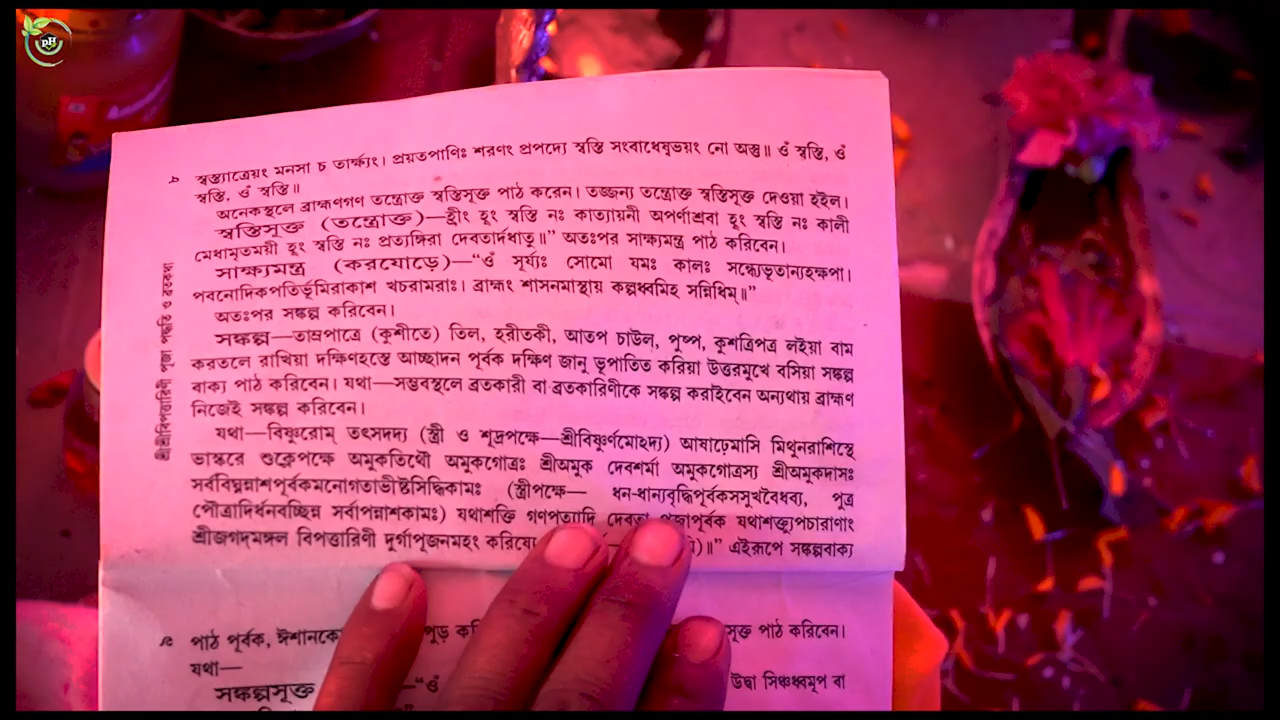 pH
৮
স্বস্ত্যাত্রেয়ং মনসা চ তার্ক্ষ্যং। প্রয়তপাণিঃ শরণং প্রপদ্যে স্বস্তি সংবাধেষ্বভয়ং নো অস্তু॥ ওঁ স্বস্তি, ওঁ
স্বস্তি, ওঁ স্বস্তি॥
অনেকস্থলে ব্রাহ্মণগণ তন্ত্রোক্ত স্বস্তিসূক্ত পাঠ করেন। তজ্জন্য তন্ত্রোক্ত স্বস্তিসূক্ত দেওয়া হইল।
স্বস্তিসূক্ত (তন্ত্রোক্ত)—হ্রীং হূং স্বস্তি নঃ কাত্যায়নী অপর্ণাশ্রবা হূং স্বস্তি নঃ কালী
মেধামৃতময়ী হূং স্বস্তি নঃ প্রত্যঙ্গিরা দেবতার্দধাতু॥” অতঃপর সাক্ষ্যমন্ত্র পাঠ করিবেন।
সাক্ষ্যমন্ত্র (করযোড়ে)—“ওঁ সূর্য্যঃ সোমো যমঃ কালঃ সন্ধ্যেভূতান্যহক্ষপা।
পবনোদিকপতির্ভূমিরাকাশ খচরামরাঃ। ব্রাহ্মং শাসনমাস্থায় কল্পধ্বমিহ সন্নিধিম্॥”
অতঃপর সঙ্কল্প করিবেন।
সঙ্কল্প—তাম্রপাত্রে (কুশীতে) তিল, হরীতকী, আতপ চাউল, পুষ্প, কুশত্রিপত্র লইয়া বাম
করতলে রাখিয়া দক্ষিণহস্তে আচ্ছাদন পূর্বক দক্ষিণ জানু ভূপাতিত করিয়া উত্তরমুখে বসিয়া সঙ্কল্প
বাক্য পাঠ করিবেন। যথা—সম্ভবস্থলে ব্রতকারী বা ব্রতকারিণীকে সঙ্কল্প করাইবেন অন্যথায় ব্রাহ্মণ
নিজেই সঙ্কল্প করিবেন।
যথা—বিষ্ণুরোম্ তৎসদদ্য (স্ত্রী ও শূদ্রপক্ষে—শ্রীবিষ্ণুর্ণমোহদ্য) আষাঢ়েমাসি মিথুনরাশিস্থে
ভাস্করে শুক্লেপক্ষে অমুকতিথৌ অমুকগোত্রঃ শ্রীঅমুক দেবশর্মা অমুকগোত্রস্য শ্রীঅমুকদাসঃ
সর্ববিঘ্ননাশপূর্বকমনোগতাভীষ্টসিদ্ধিকামঃ (স্ত্রীপক্ষে— ধন-ধান্যবৃদ্ধিপূর্বকসসুখবৈধব্য, পুত্র
পৌত্রাদির্ধনবচ্ছিন্ন সর্বাপন্নাশকামঃ) যথাশক্তি গণপত্যাদি দেবতা পূজাপূর্বক যথাশক্ত্যুপচারাণাং
শ্রীজগদ্‌মঙ্গল বিপত্তারিণী দুর্গাপূজনমহং করিষ্যে )॥” এইরূপে সঙ্কল্পবাক্য
শ্রীশ্রীবিপত্তারিণী পূজা পদ্ধতি ও ব্রতকথা
৯
পাঠ পূর্বক, সূক্ত পাঠ করিবেন।
যথা—
সঙ্কল্পসূক্ত —“ওঁ উদ্বা সিঞ্চধ্বমূপ বা